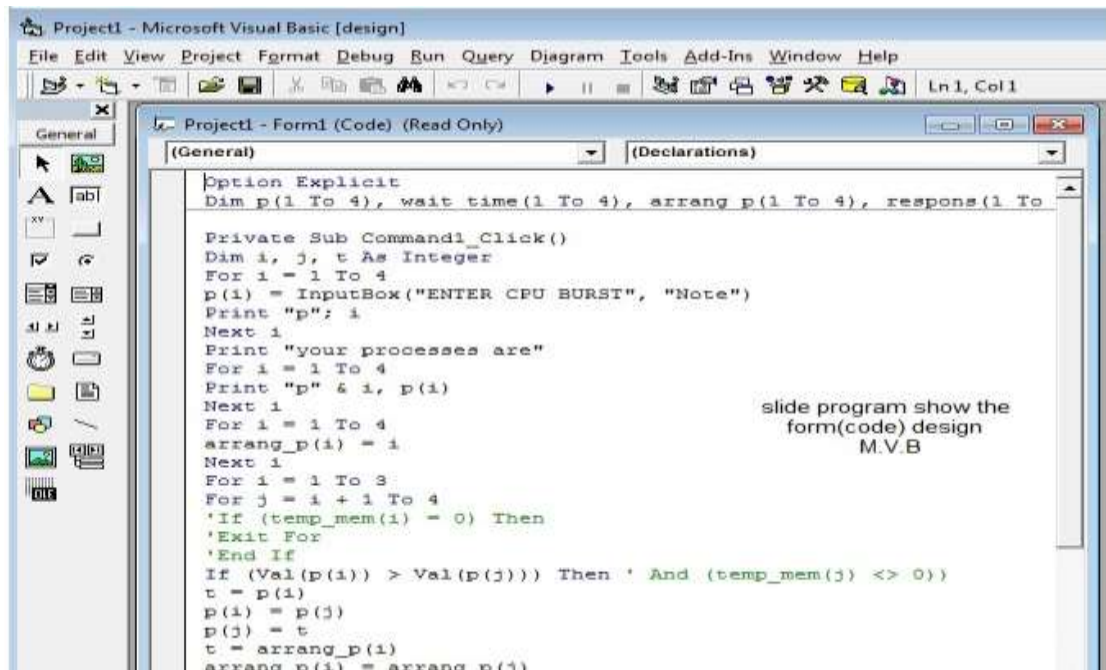 Project1 - Microsoft Visual Basic [design]
File Edit View Project Format Debug Run Query Diagram Tools Add-Ins Window Help
Ln 1, Col 1
General
Project1 - Form1 (Code) (Read Only)
(General) (Declarations)
Option Explicit
Dim p(1 To 4), wait_time(1 To 4), arrang_p(1 To 4), respons(1 To
Private Sub Command1_Click()
Dim i, j, t As Integer
For i = 1 To 4
p(i) = InputBox("ENTER CPU BURST", "Note")
Print "p"; i
Next i
Print "your processes are"
For i = 1 To 4
Print "p" & i, p(i)
Next i
For i = 1 To 4
arrang_p(i) = i
Next i
For i = 1 To 3
For j = i + 1 To 4
'If (temp_mem(i) = 0) Then
'Exit For
'End If
If (Val(p(i)) > Val(p(j))) Then ' And (temp_mem(j) <> 0))
t = p(i)
p(i) = p(j)
p(j) = t
t = arrang_p(i)
arrang_p(i) = arrang_p(j)
slide program show the
form(code) design
M.V.B